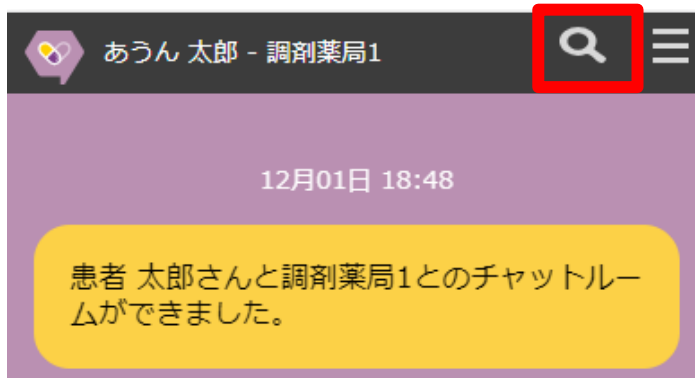 あうん 太郎 - 調剤薬局1
12月01日 18:48
患者 太郎さんと調剤薬局1とのチャットルー
ムができました。